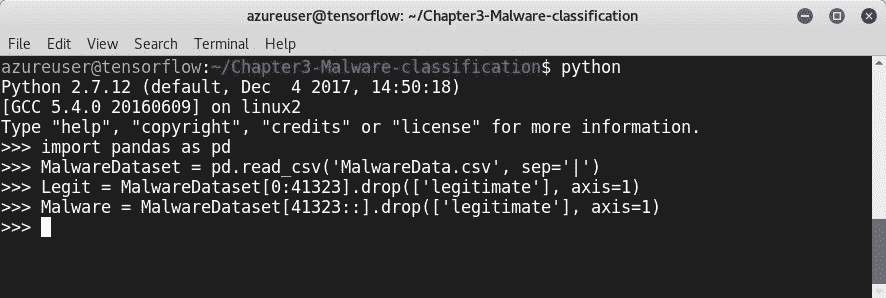 azureuser@tensorflow: ~/Chapter3-Malware-classification
File Edit View Search Terminal Help
azureuser@tensorflow:~/Chapter3-Malware-classification$ python
Python 2.7.12 (default, Dec  4 2017, 14:50:18)
[GCC 5.4.0 20160609] on linux2
Type "help", "copyright", "credits" or "license" for more information.
>>> import pandas as pd
>>> MalwareDataset = pd.read_csv('MalwareData.csv', sep='|')
>>> Legit = MalwareDataset[0:41323].drop(['legitimate'], axis=1)
>>> Malware = MalwareDataset[41323::].drop(['legitimate'], axis=1)
>>>